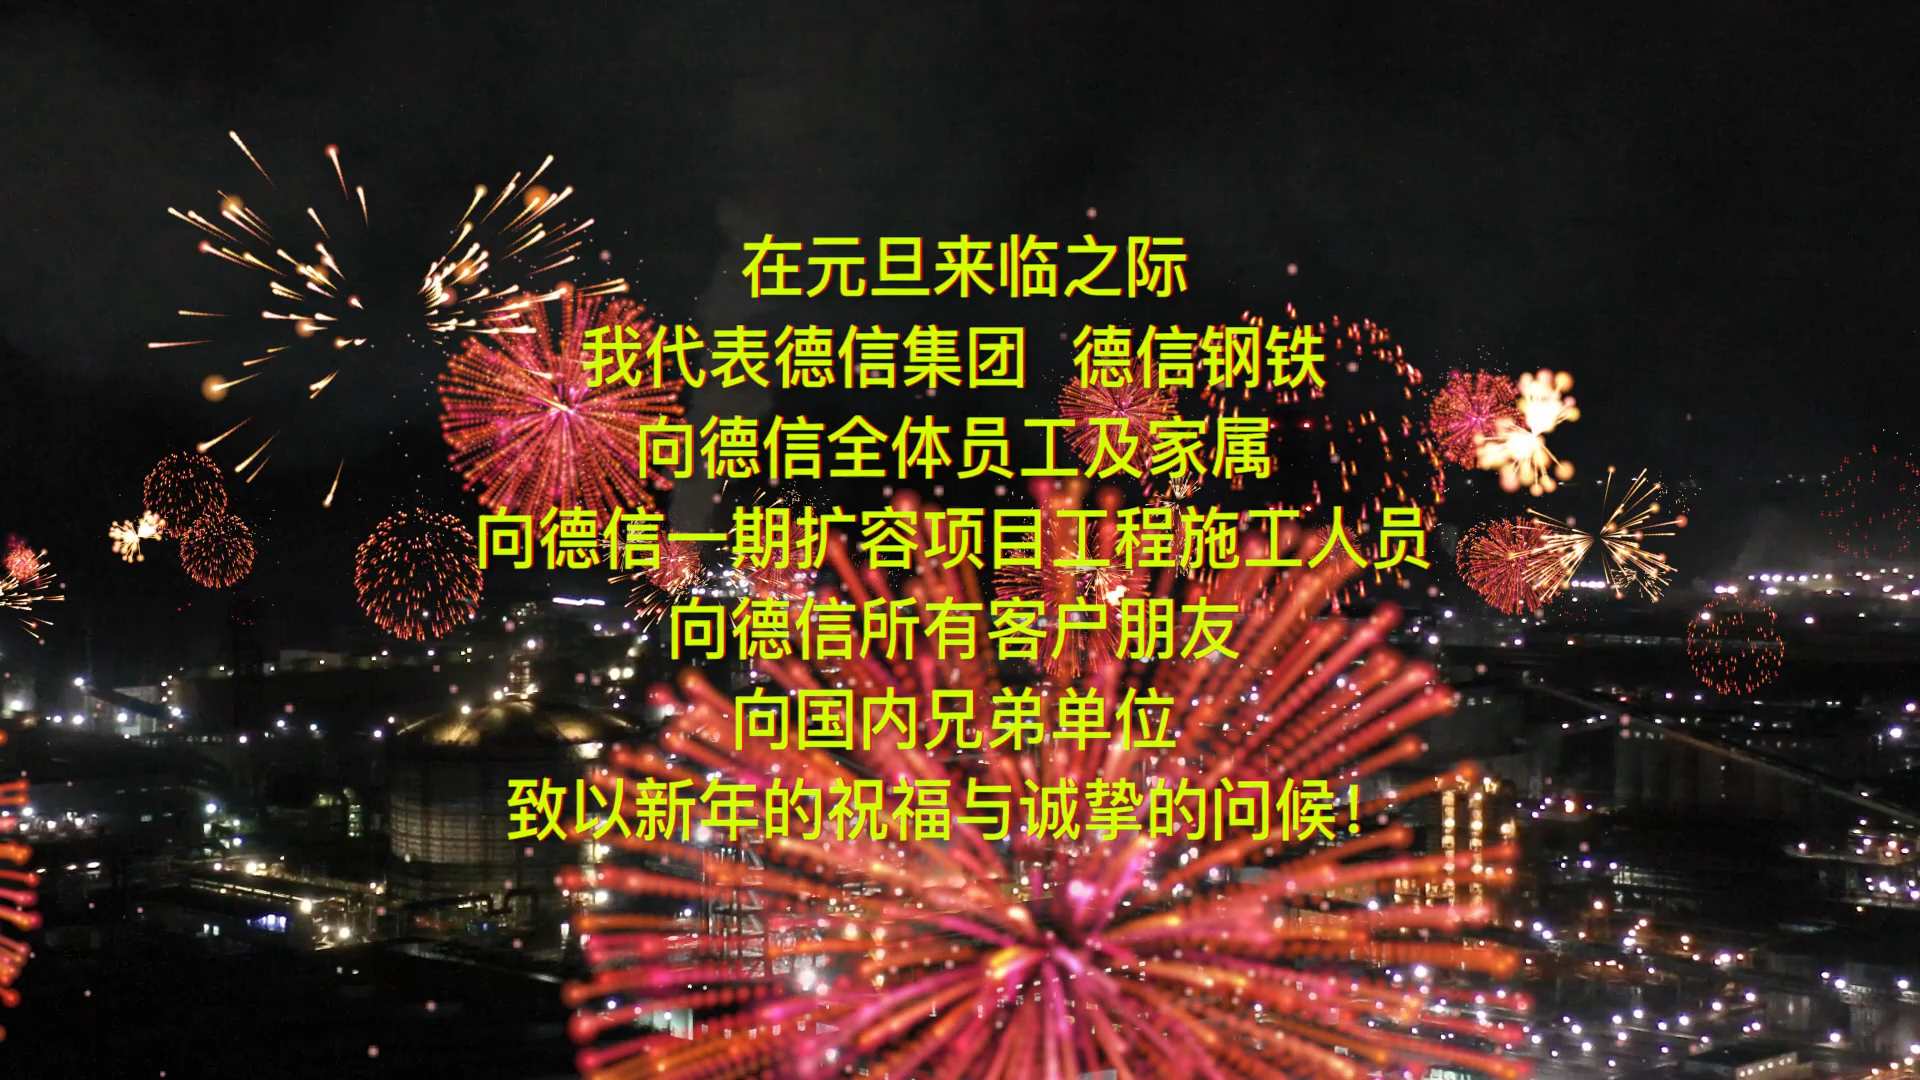 在元旦来临之际
我代表德信集团 德信钢铁
向德信全体员工及家属
向德信一期扩容项目工程施工人员
向德信所有客户朋友
向国内兄弟单位
致以新年的祝福与诚挚的问候！